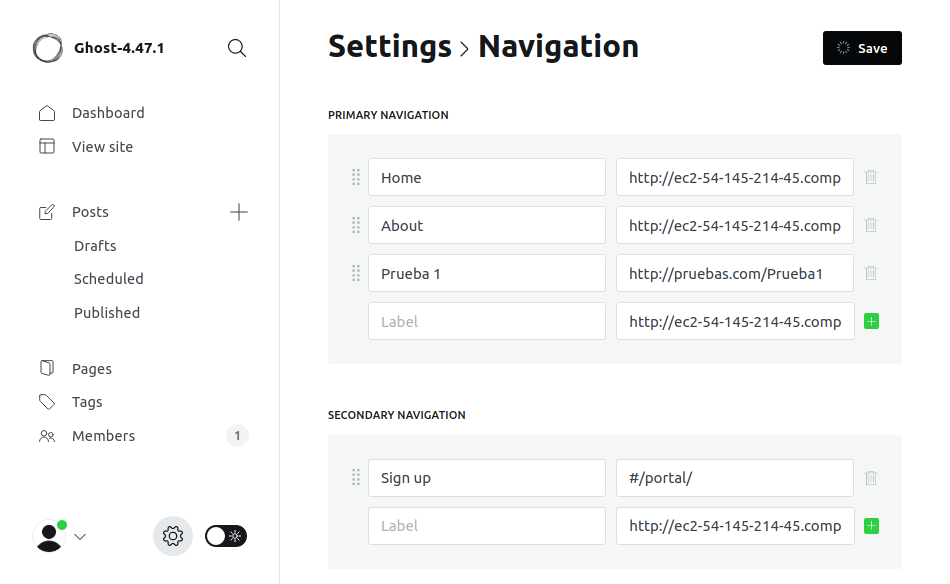 Ghost-4.47.1
Dashboard
View site
Posts
Drafts
Scheduled
Published
Pages
Tags
Members 1
Settings > Navigation
Save
PRIMARY NAVIGATION
Home http://ec2-54-145-214-45.comp
About http://ec2-54-145-214-45.comp
Prueba 1 http://pruebas.com/Prueba1
Label http://ec2-54-145-214-45.comp
SECONDARY NAVIGATION
Sign up #/portal/
Label http://ec2-54-145-214-45.comp